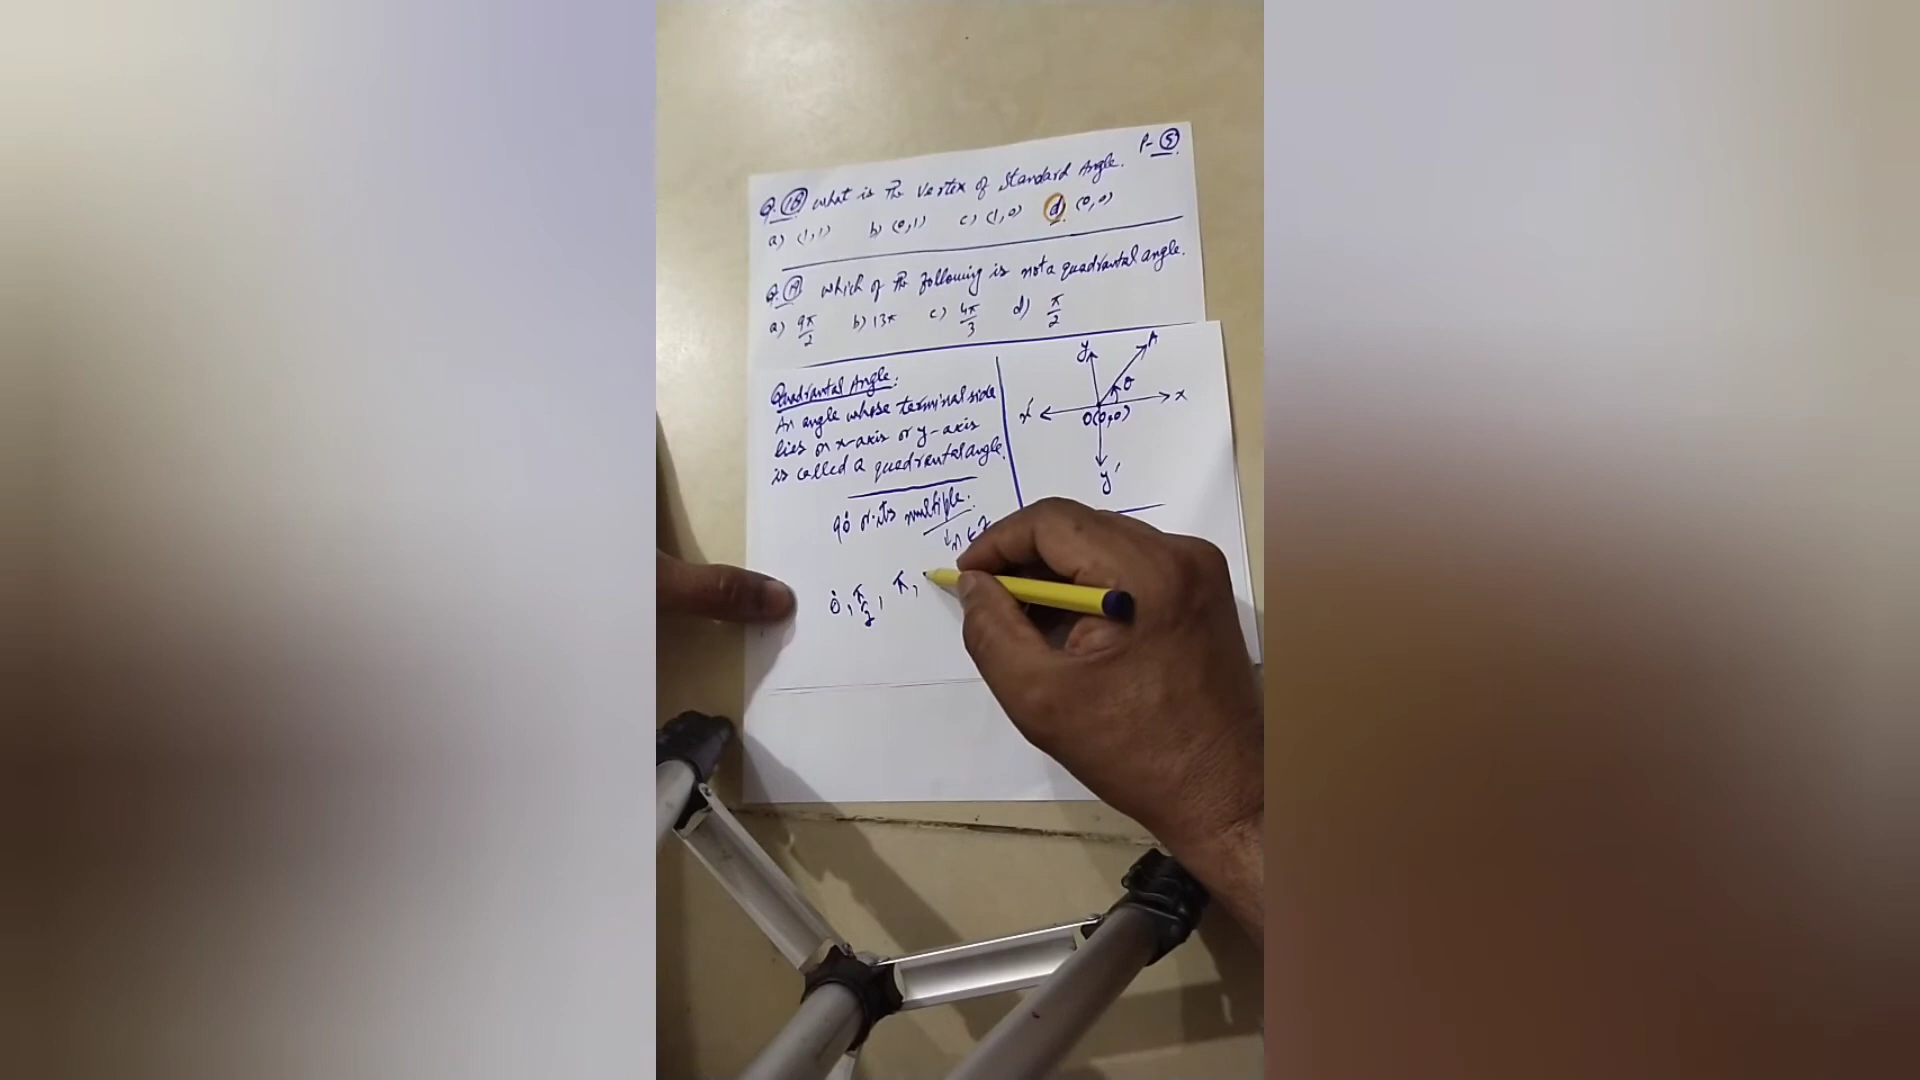 P-5
Q.18 what is The Vertex of Standard Angle.
a) (1,1) b) (0,1) c) (1,0) d) (0,0)
Q.19 which of The following is not a quadrantal angle.
a) 9π/2 b) 13π c) 4π/3 d) π/2
Quadrantal Angle:
An angle whose terminal side
lies on x-axis or y-axis
is called a quadrantal angle.
90° or its multiple.
↓ n ∈ Z
0°, π/2, π,
y A
θ
x' x
O(0,0)
y'